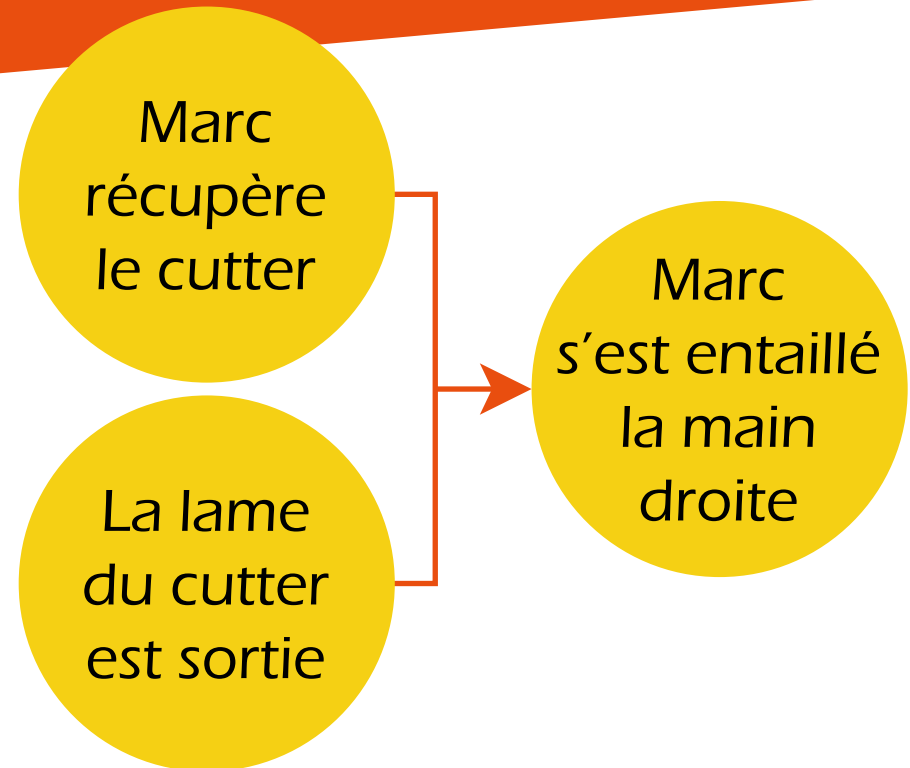 Marc
récupère
le cutter
La lame
du cutter
est sortie
Marc
s’est entaillé
la main
droite